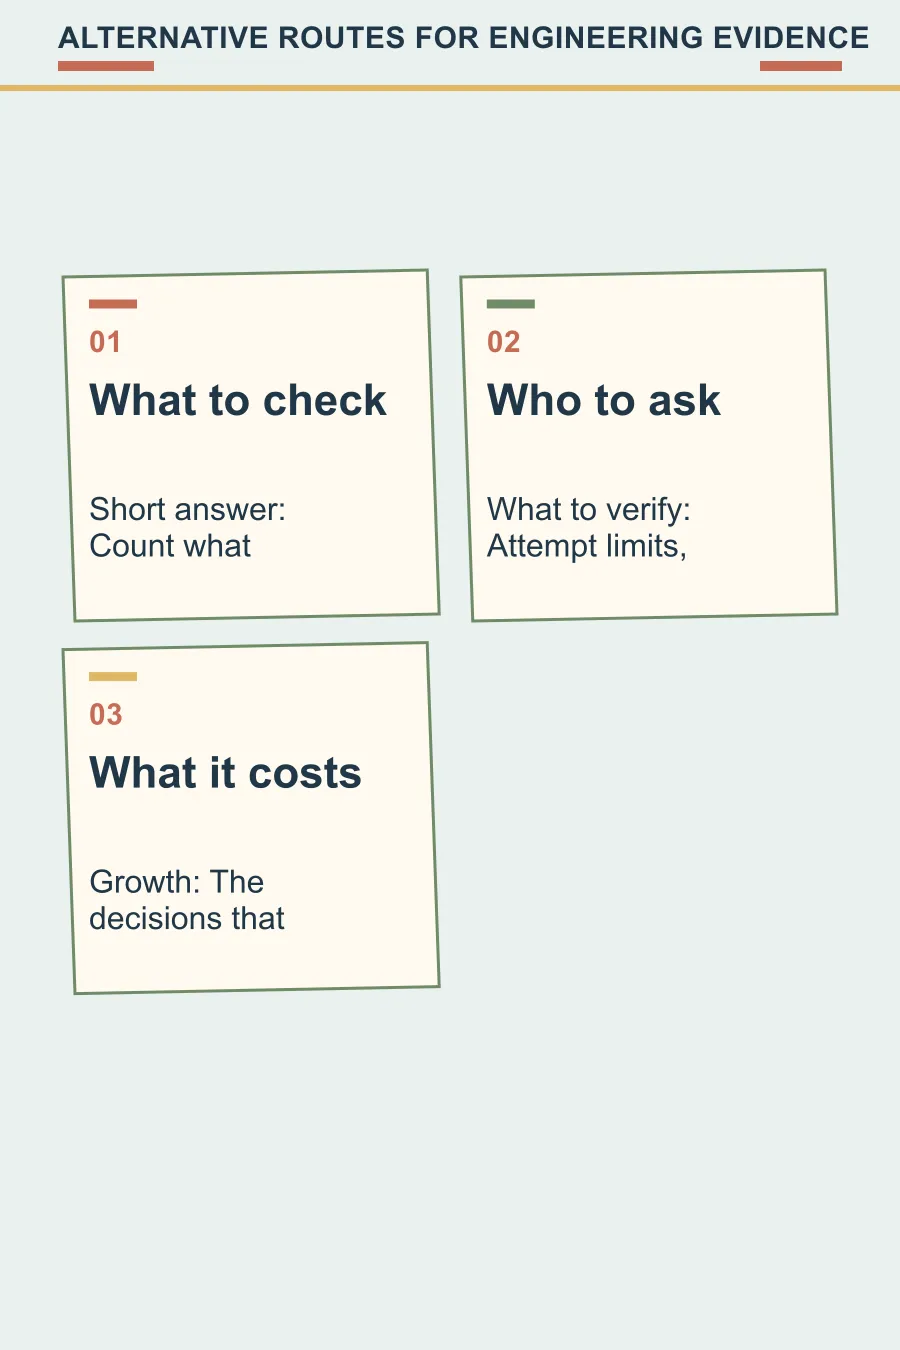 ALTERNATIVE ROUTES FOR ENGINEERING EVIDENCE
01
What to check
Short answer:
Count what
02
Who to ask
What to verify:
Attempt limits,
03
What it costs
Growth: The
decisions that